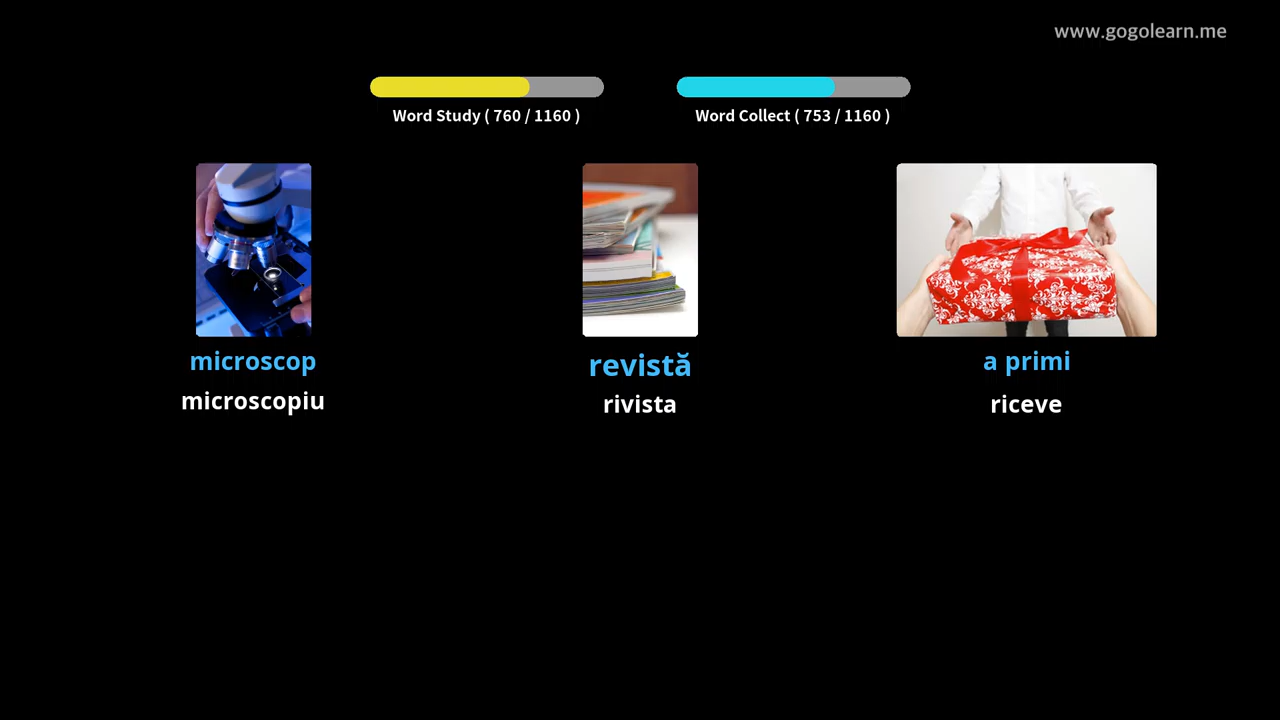 www.gogolearn.me
Word Study ( 760 / 1160 )
Word Collect ( 753 / 1160 )
microscop
microscopiu
revistă
rivista
a primi
riceve